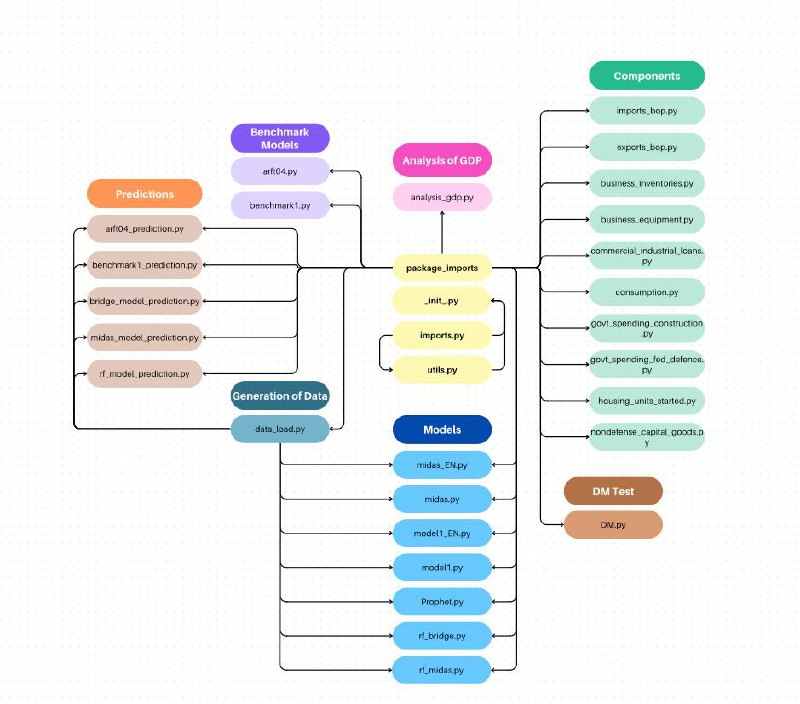 Components
imports_bop.py
exports_bop.py
business_inventories.py
business_equipment.py
commercial_industrial_loans.
py
consumption.py
govt_spending_construction
.py
govt_spending_fed_defence.
py
housing_units_started.py
nondefense_capital_goods.p
y
DM Test
DM.py
Benchmark
Models
arft04.py
benchmark1.py
Analysis of GDP
analysis_gdp.py
Predictions
arft04_prediction.py
benchmark1_prediction.py
bridge_model_prediction.py
midas_model_prediction.py
rf_model_prediction.py
package_imports
_init_.py
imports.py
utils.py
Generation of Data
data_load.py
Models
midas_EN.py
midas.py
model1_EN.py
model1.py
Prophet.py
rf_bridge.py
rf_midas.py